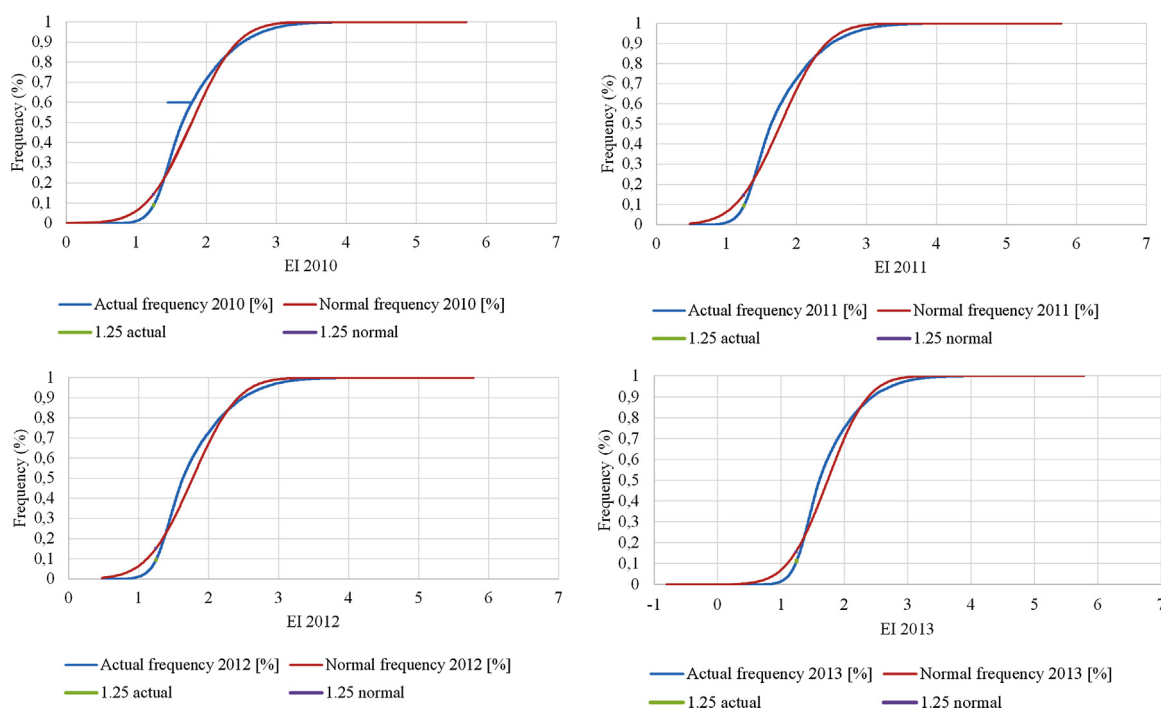 1
0,9
0,8
0,7
0,6
0,5
0,4
0,3
0,2
0,1
0
Frequency (%)
0 1 2 3 4 5 6 7
EI 2010
Actual frequency 2010 [%] Normal frequency 2010 [%]
1.25 actual 1.25 normal
1
0,9
0,8
0,7
0,6
0,5
0,4
0,3
0,2
0,1
0
Frequency (%)
0 1 2 3 4 5 6 7
EI 2011
Actual frequency 2011 [%] Normal frequency 2011 [%]
1.25 actual 1.25 normal
1
0,9
0,8
0,7
0,6
0,5
0,4
0,3
0,2
0,1
0
Frequency (%)
0 1 2 3 4 5 6 7
EI 2012
Actual frequency 2012 [%] Normal frequency 2012 [%]
1.25 actual 1.25 normal
1
0,9
0,8
0,7
0,6
0,5
0,4
0,3
0,2
0,1
0
Frequency (%)
-1 0 1 2 3 4 5 6 7
EI 2013
Actual frequency 2013 [%] Normal frequency 2013 [%]
1.25 actual 1.25 normal